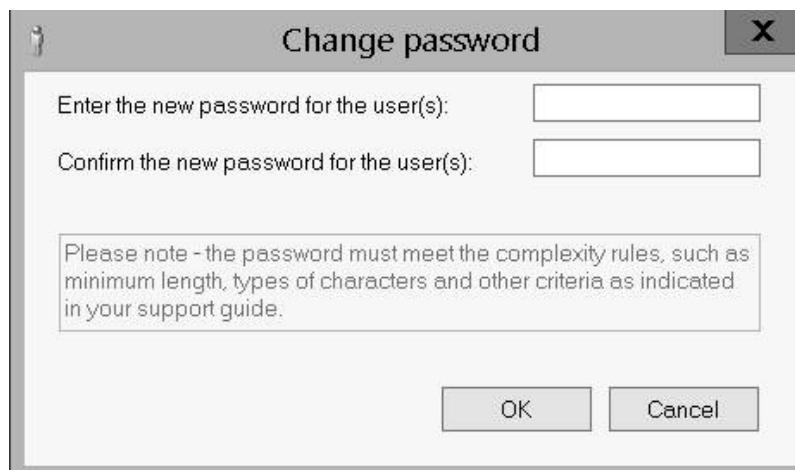 Change password
X
Enter the new password for the user(s):
Confirm the new password for the user(s):
Please note - the password must meet the complexity rules, such as
minimum length, types of characters and other criteria as indicated
in your support guide.
OK
Cancel